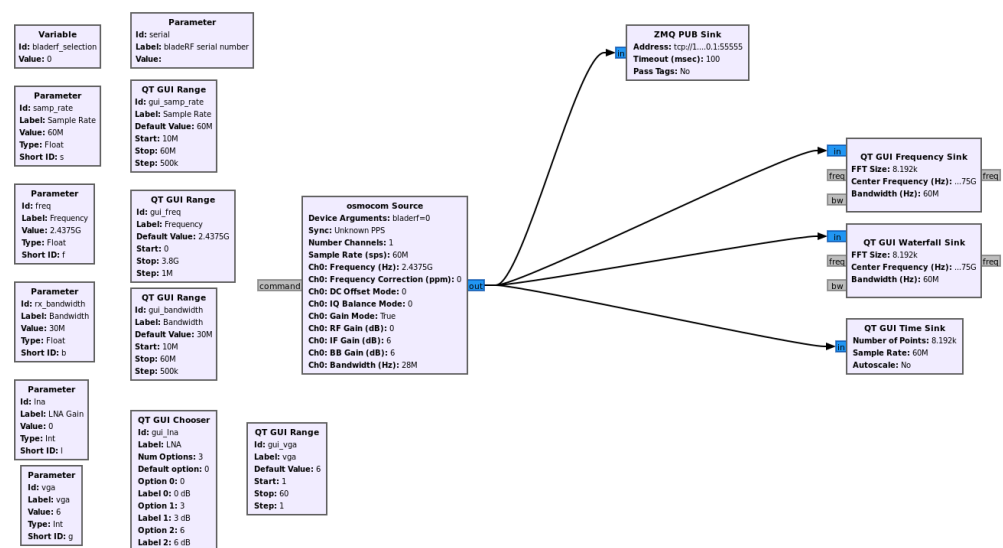 Variable
Id: bladerf_selection
Value: 0
Parameter
Id: serial
Label: bladeRF serial number
Value:
Parameter
Id: samp_rate
Label: Sample Rate
Value: 60M
Type: Float
Short ID: s
QT GUI Range
Id: gui_samp_rate
Label: Sample Rate
Default Value: 60M
Start: 10M
Stop: 60M
Step: 500k
Parameter
Id: freq
Label: Frequency
Value: 2.4375G
Type: Float
Short ID: f
QT GUI Range
Id: gui_freq
Label: Frequency
Default Value: 2.4375G
Start: 0
Stop: 3.8G
Step: 1M
Parameter
Id: rx_bandwidth
Label: Bandwidth
Value: 30M
Type: Float
Short ID: b
QT GUI Range
Id: gui_bandwidth
Label: Bandwidth
Default Value: 30M
Start: 10M
Stop: 60M
Step: 500k
Parameter
Id: lna
Label: LNA Gain
Value: 0
Type: Int
Short ID: l
Parameter
Id: vga
Label: vga
Value: 6
Type: Int
Short ID: g
QT GUI Chooser
Id: gui_lna
Label: LNA
Num Options: 3
Default option: 0
Option 0: 0
Label 0: 0 dB
Option 1: 3
Label 1: 3 dB
Option 2: 6
Label 2: 6 dB
QT GUI Range
Id: gui_vga
Label: vga
Default Value: 6
Start: 1
Stop: 60
Step: 1
command
osmocom Source
Device Arguments: bladerf=0
Sync: Unknown PPS
Number Channels: 1
Sample Rate (sps): 60M
Ch0: Frequency (Hz): 2.4375G
Ch0: Frequency Correction (ppm): 0
Ch0: DC Offset Mode: 0
Ch0: IQ Balance Mode: 0
Ch0: Gain Mode: True
Ch0: RF Gain (dB): 0
Ch0: IF Gain (dB): 6
Ch0: BB Gain (dB): 6
Ch0: Bandwidth (Hz): 28M
out
in
ZMQ PUB Sink
Address: tcp://1....0.1:55555
Timeout (msec): 100
Pass Tags: No
in
freq
bw
QT GUI Frequency Sink
FFT Size: 8.192k
Center Frequency (Hz): ...75G
Bandwidth (Hz): 60M
freq
in
freq
bw
QT GUI Waterfall Sink
FFT Size: 8.192k
Center Frequency (Hz): ...75G
Bandwidth (Hz): 60M
freq
in
QT GUI Time Sink
Number of Points: 8.192k
Sample Rate: 60M
Autoscale: No